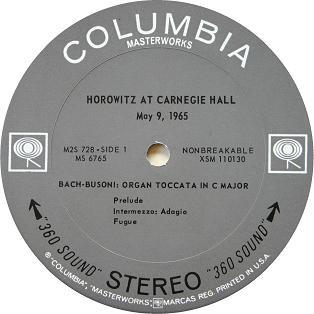 COLUMBIA
MASTERWORKS
HOROWITZ AT CARNEGIE HALL
May 9, 1965
M2S 728 • SIDE 1 NONBREAKABLE
MS 6765 XSM 110130
BACH-BUSONI: ORGAN TOCCATA IN C MAJOR
Prelude
Intermezzo: Adagio
Fugue
"360 SOUND" STEREO "360 SOUND"
® "COLUMBIA", "MASTERWORKS", MARCAS REG. PRINTED IN U.S.A.